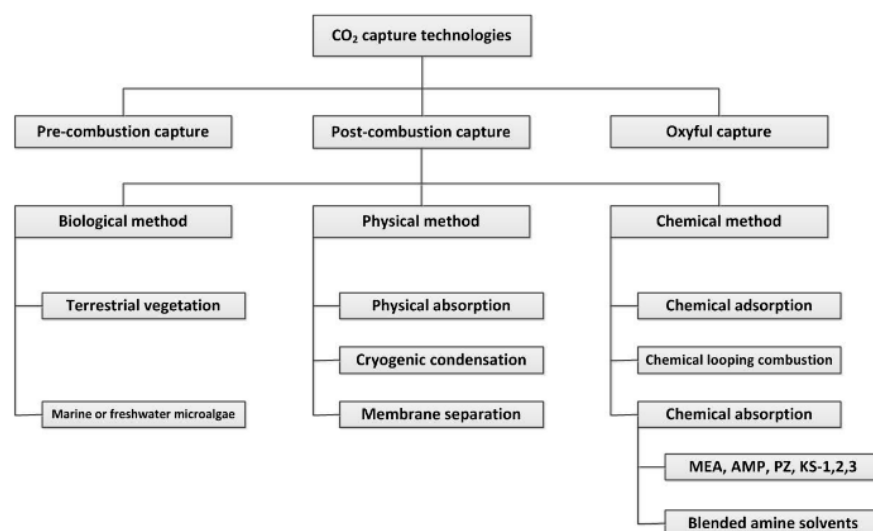 CO₂ capture technologies
Pre-combustion capture
Post-combustion capture
Oxyful capture
Biological method
Physical method
Chemical method
Terrestrial vegetation
Physical absorption
Chemical adsorption
Cryogenic condensation
Chemical looping combustion
Marine or freshwater microalgae
Membrane separation
Chemical absorption
MEA, AMP, PZ, KS-1,2,3
Blended amine solvents